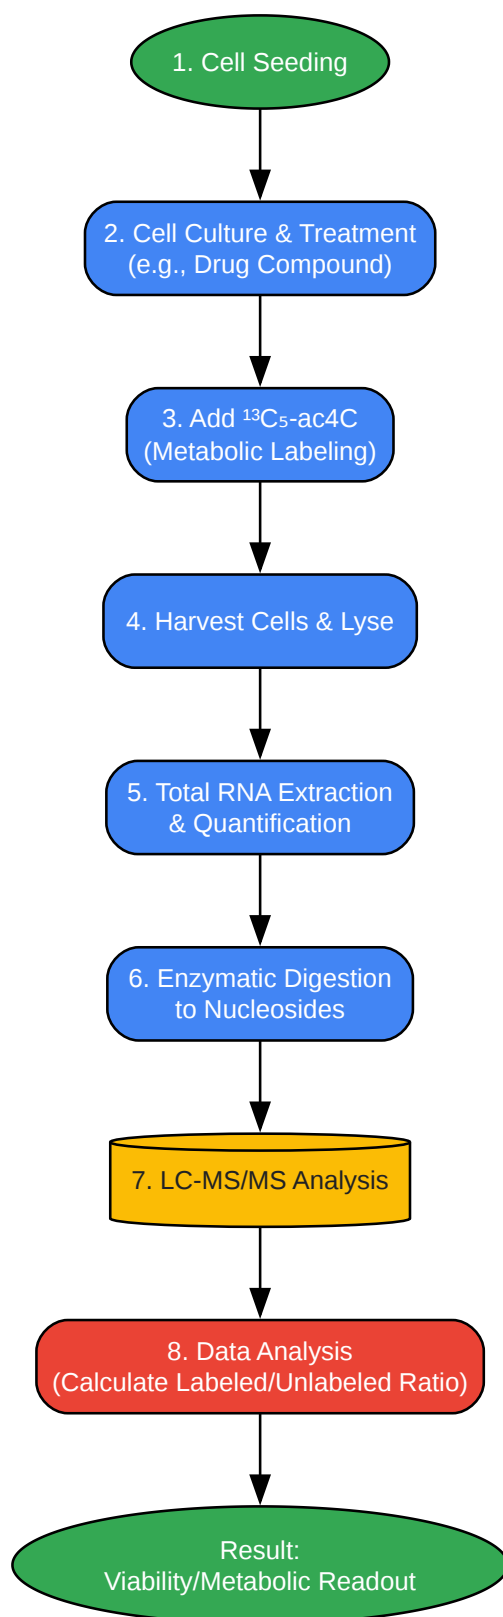 1. Cell Seeding
2. Cell Culture & Treatment
(e.g., Drug Compound)
3. Add ¹³C₅-ac4C
(Metabolic Labeling)
4. Harvest Cells & Lyse
5. Total RNA Extraction
& Quantification
6. Enzymatic Digestion
to Nucleosides
7. LC-MS/MS Analysis
8. Data Analysis
(Calculate Labeled/Unlabeled Ratio)
Result:
Viability/Metabolic Readout